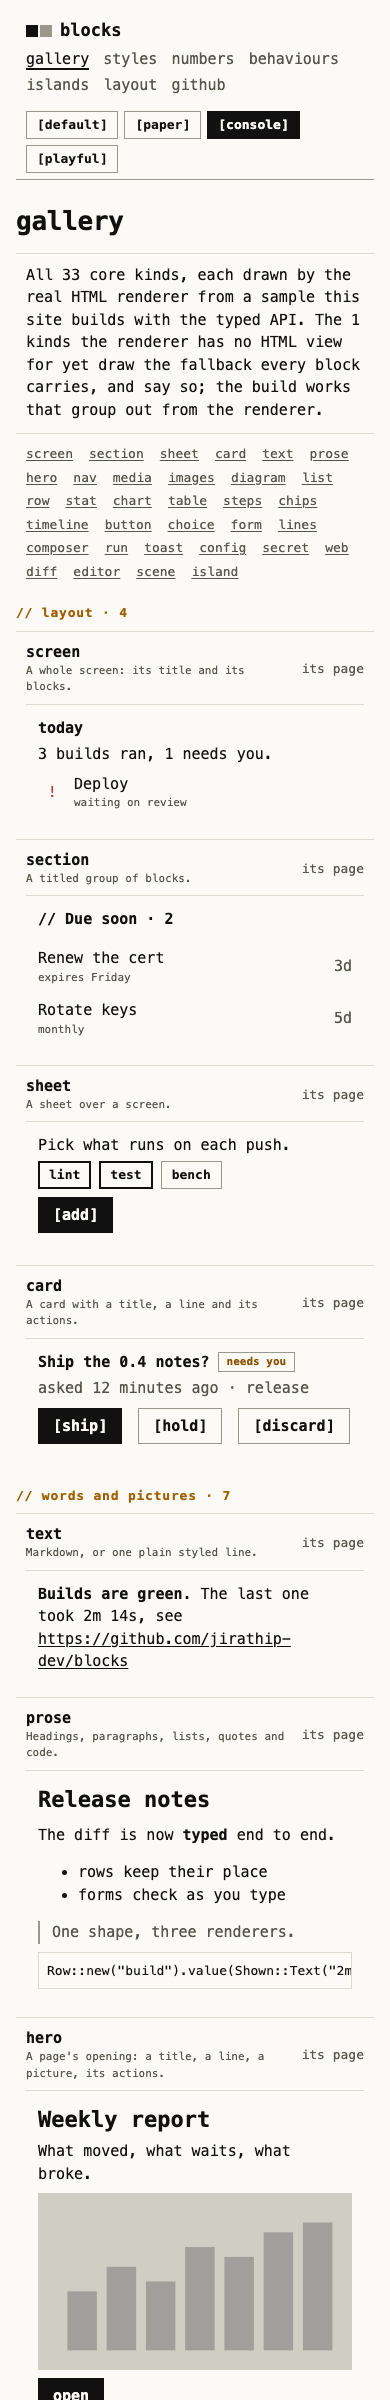 blocks
gallery styles numbers behaviours
islands layout github
[default] [paper] [console]
[playful]
gallery
All 33 core kinds, each drawn by the
real HTML renderer from a sample this
site builds with the typed API. The 1
kinds the renderer has no HTML view
for yet draw the fallback every block
carries, and say so; the build works
that group out from the renderer.
screen section sheet card text prose
hero nav media images diagram list
row stat chart table steps chips
timeline button choice form lines
composer run toast config secret web
diff editor scene island
// layout · 4
screen
A whole screen: its title and its
blocks.
its page
today
3 builds ran, 1 needs you.
! Deploy
waiting on review
section
A titled group of blocks.
its page
// Due soon · 2
Renew the cert
expires Friday
3d
Rotate keys
monthly
5d
sheet
A sheet over a screen.
its page
Pick what runs on each push.
lint test bench
[add]
card
A card with a title, a line and its
actions.
its page
Ship the 0.4 notes? needs you
asked 12 minutes ago · release
[ship] [hold] [discard]
// words and pictures · 7
text
Markdown, or one plain styled line.
its page
Builds are green. The last one
took 2m 14s, see
https://github.com/jirathip-
dev/blocks
prose
Headings, paragraphs, lists, quotes and
code.
its page
Release notes
The diff is now typed end to end.
• rows keep their place
• forms check as you type
One shape, three renderers.
Row::new("build").value(Shown::Text("2m
hero
A page's opening: a title, a line, a
picture, its actions.
its page
Weekly report
What moved, what waits, what
broke.
open